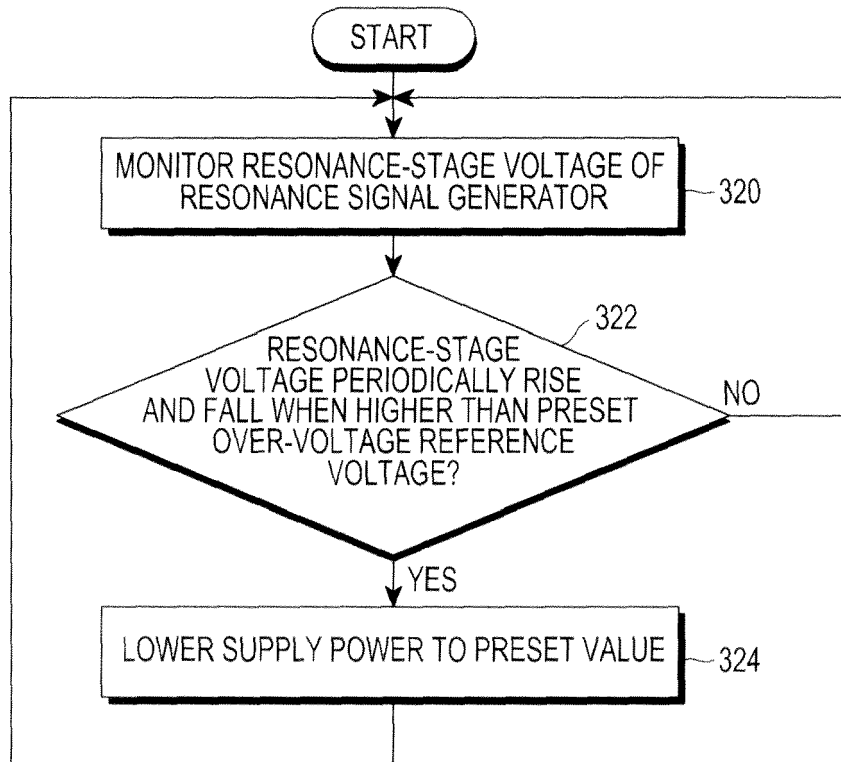 START
MONITOR RESONANCE-STAGE VOLTAGE OF
RESONANCE SIGNAL GENERATOR
320
322
RESONANCE-STAGE
VOLTAGE PERIODICALLY RISE
AND FALL WHEN HIGHER THAN PRESET
OVER-VOLTAGE REFERENCE
VOLTAGE?
NO
YES
LOWER SUPPLY POWER TO PRESET VALUE
324